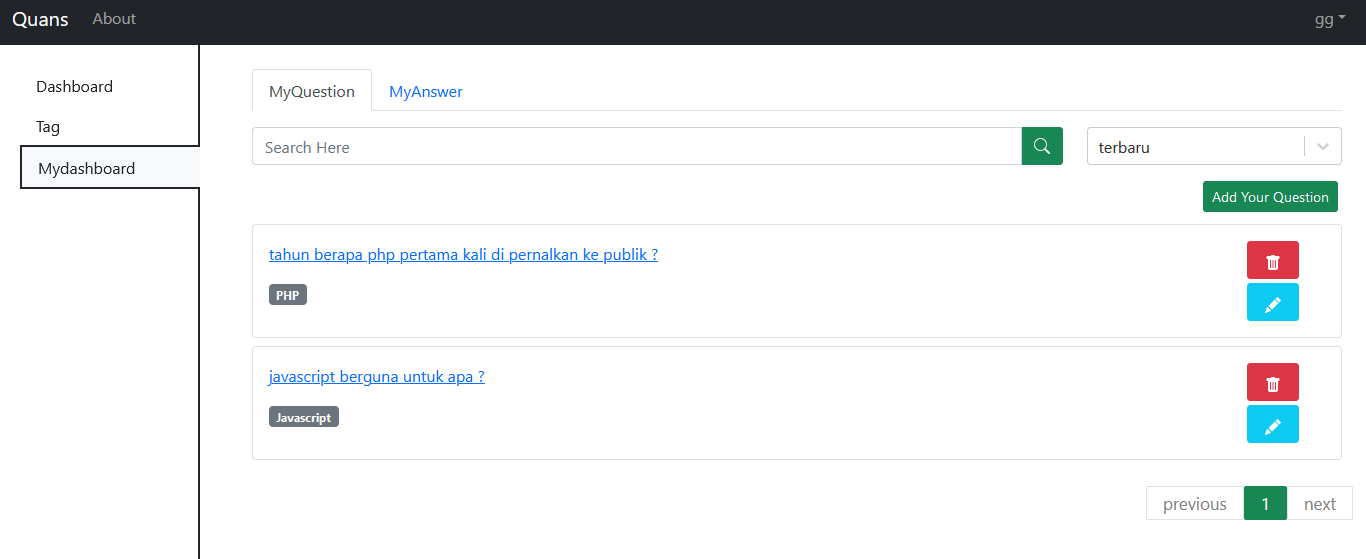 Quans About gg
Dashboard
Tag
Mydashboard
MyQuestion MyAnswer
Search Here terbaru
Add Your Question
tahun berapa php pertama kali di pernalkan ke publik ?
PHP
javascript berguna untuk apa ?
Javascript
previous 1 next